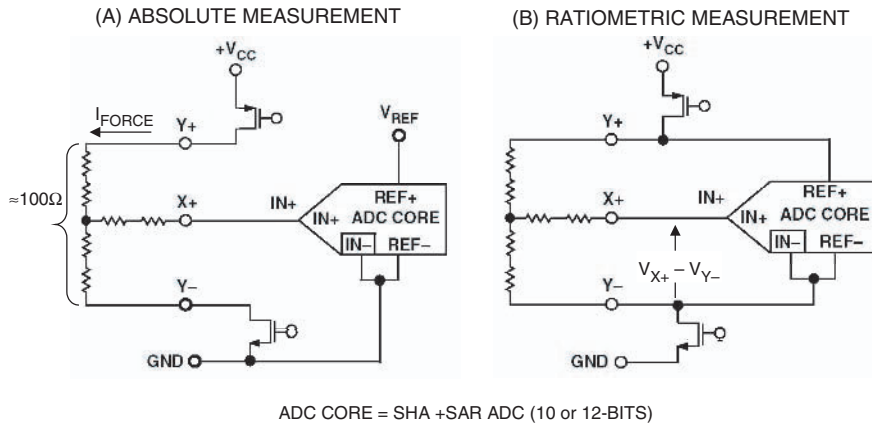 (A) ABSOLUTE MEASUREMENT
(B) RATIOMETRIC MEASUREMENT
+VCC
IFORCE
Y+
VREF
≈100Ω
X+
IN+
REF+
IN+ ADC CORE
IN– REF–
Y–
GND
+VCC
Y+
X+
IN+
REF+
IN+ ADC CORE
IN– REF–
VX+ – VY–
Y–
GND
ADC CORE = SHA +SAR ADC (10 or 12-BITS)